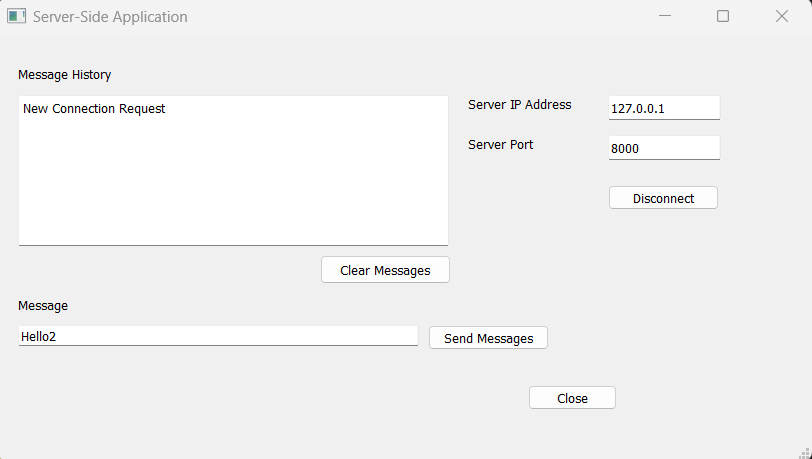 Server-Side Application
Message History
New Connection Request
Server IP Address
127.0.0.1
Server Port
8000
Disconnect
Clear Messages
Message
Hello2
Send Messages
Close